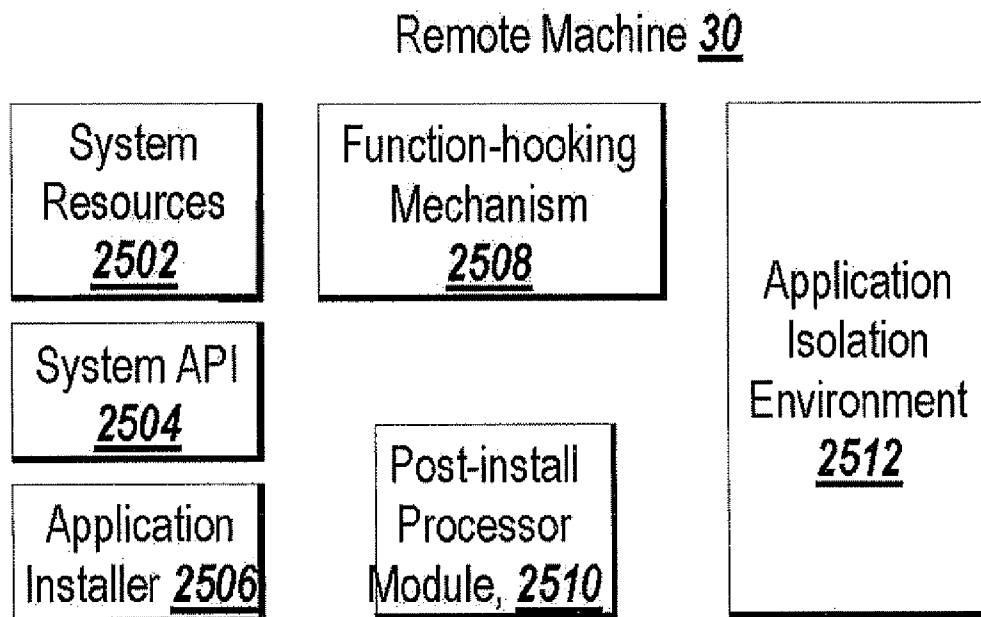 Remote Machine 30
System
Resources
2502
Function-hooking
Mechanism
2508
Application
Isolation
Environment
2512
System API
2504
Post-install
Processor
Module, 2510
Application
Installer 2506